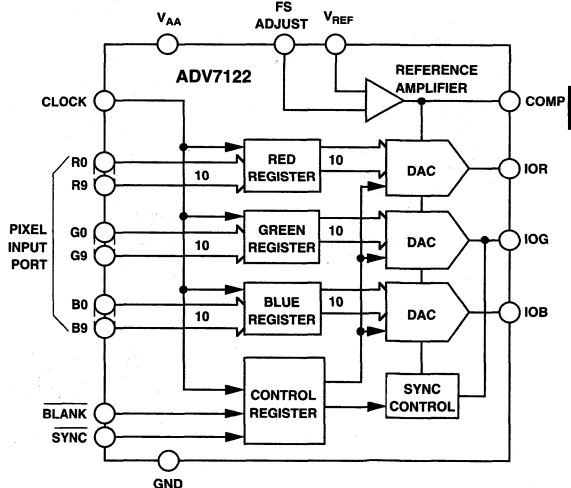 FS
V_AA ADJUST V_REF
ADV7122
REFERENCE
AMPLIFIER
CLOCK
COMP
R0
10
RED
REGISTER
10
DAC
IOR
R9
PIXEL
INPUT
PORT
G0
10
GREEN
REGISTER
10
DAC
IOG
G9
B0
10
BLUE
REGISTER
10
DAC
IOB
B9
CONTROL
REGISTER
SYNC
CONTROL
BLANK
SYNC
GND